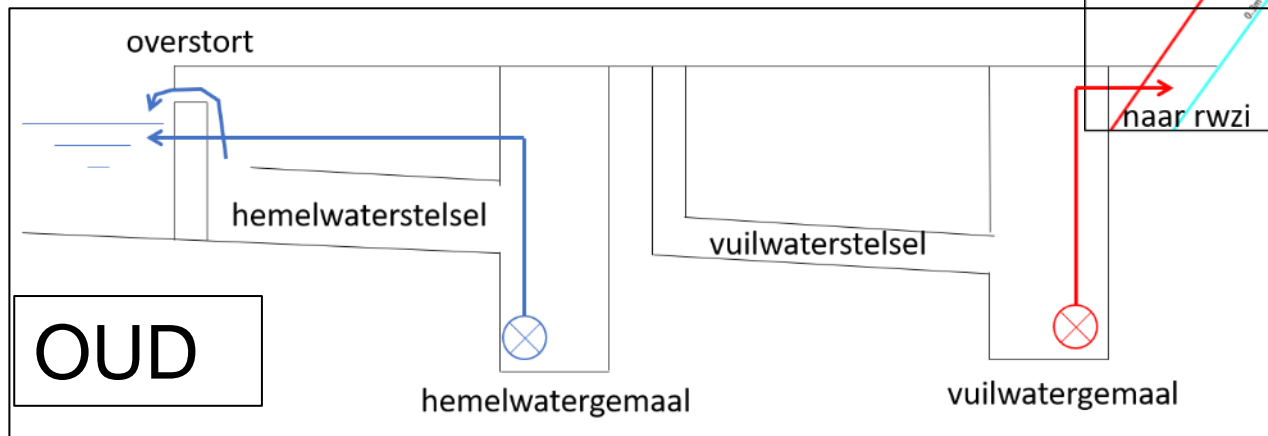 overstort
naar rwzi
hemelwaterstelsel
vuilwaterstelsel
OUD
hemelwatergemaal
vuilwatergemaal